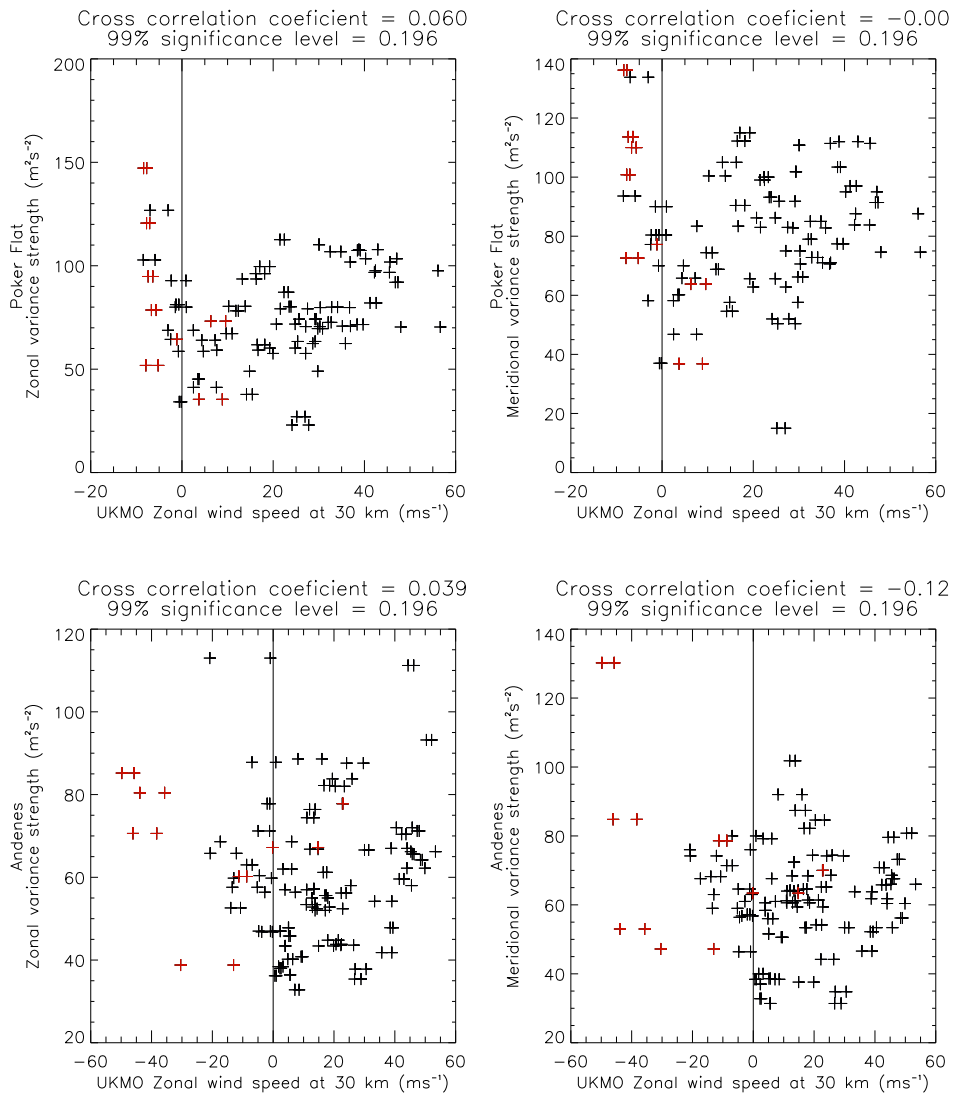 Cross correlation coeficient = 0.060
99% significance level = 0.196
200
150
100
50
0
Poker Flat
Zonal variance strength (m²s⁻²)
−20 0 20 40 60
UKMO Zonal wind speed at 30 km (ms⁻¹)
Cross correlation coeficient = −0.00
99% significance level = 0.196
140
120
100
80
60
40
20
0
Poker Flat
Meridional variance strength (m²s⁻²)
−20 0 20 40 60
UKMO Zonal wind speed at 30 km (ms⁻¹)
Cross correlation coeficient = 0.039
99% significance level = 0.196
120
100
80
60
40
20
Andenes
Zonal variance strength (m²s⁻²)
−60 −40 −20 0 20 40 60
UKMO Zonal wind speed at 30 km (ms⁻¹)
Cross correlation coeficient = −0.12
99% significance level = 0.196
140
120
100
80
60
40
20
Andenes
Meridional variance strength (m²s⁻²)
−60 −40 −20 0 20 40 60
UKMO Zonal wind speed at 30 km (ms⁻¹)